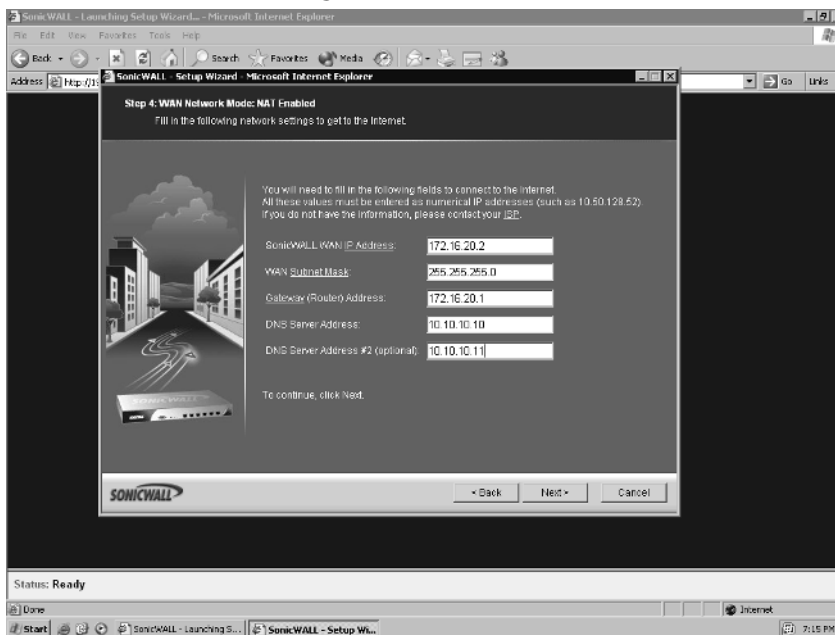 SonicWALL - Launching Setup Wizard... - Microsoft Internet Explorer
File Edit View Favorites Tools Help
Back Search Favorites Media
Address http://19 Go Links
SonicWALL - Setup Wizard - Microsoft Internet Explorer
Step 4: WAN Network Mode: NAT Enabled
Fill in the following network settings to get to the Internet.
You will need to fill in the following fields to connect to the Internet.
All these values must be entered as numerical IP addresses (such as 10.50.128.52).
If you do not have the information, please contact your ISP.
SonicWALL WAN IP Address: 172.16.20.2
WAN Subnet Mask: 255.255.255.0
Gateway (Router) Address: 172.16.20.1
DNS Server Address: 10.10.10.10
DNS Server Address #2 (optional): 10.10.10.11
To continue, click Next.
SONICWALL
SONICWALL
< Back Next > Cancel
Status: Ready
Done Internet
Start SonicWALL - Launching S... SonicWALL - Setup Wi... 7:15 PM